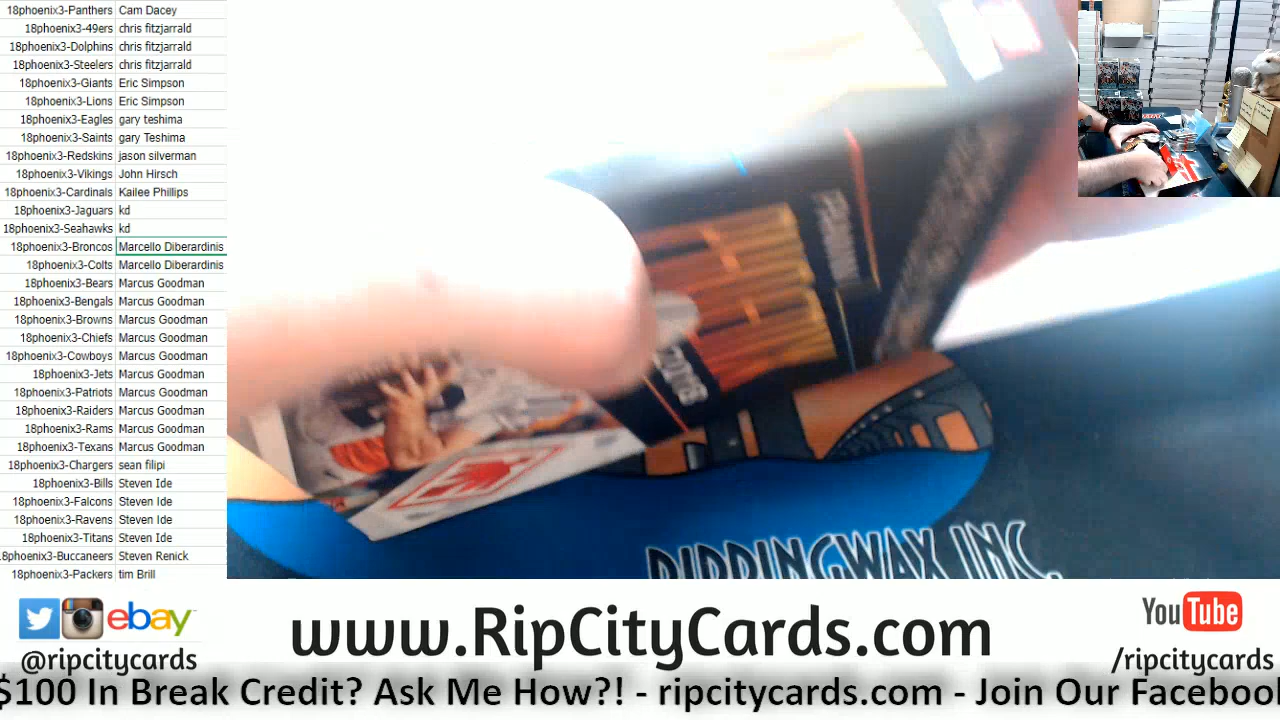 18phoenix3-Panthers Cam Dacey
18phoenix3-49ers chris fitzjarrald
18phoenix3-Dolphins chris fitzjarrald
18phoenix3-Steelers chris fitzjarrald
18phoenix3-Giants Eric Simpson
18phoenix3-Lions Eric Simpson
18phoenix3-Eagles gary teshima
18phoenix3-Saints gary Teshima
18phoenix3-Redskins jason silverman
18phoenix3-Vikings John Hirsch
18phoenix3-Cardinals Kailee Phillips
18phoenix3-Jaguars kd
18phoenix3-Seahawks kd
18phoenix3-Broncos Marcello Diberardinis
18phoenix3-Colts Marcello Diberardinis
18phoenix3-Bears Marcus Goodman
18phoenix3-Bengals Marcus Goodman
18phoenix3-Browns Marcus Goodman
18phoenix3-Chiefs Marcus Goodman
18phoenix3-Cowboys Marcus Goodman
18phoenix3-Jets Marcus Goodman
18phoenix3-Patriots Marcus Goodman
18phoenix3-Raiders Marcus Goodman
18phoenix3-Rams Marcus Goodman
18phoenix3-Texans Marcus Goodman
18phoenix3-Chargers sean filipi
18phoenix3-Bills Steven Ide
18phoenix3-Falcons Steven Ide
18phoenix3-Ravens Steven Ide
18phoenix3-Titans Steven Ide
18phoenix3-Buccaneers Steven Renick
18phoenix3-Packers tim Brill
RIPPINGWAX INC.
ebay
@ripcitycards
www.RipCityCards.com
YouTube
/ripcitycards
$100 In Break Credit? Ask Me How?! - ripcitycards.com - Join Our Facebook